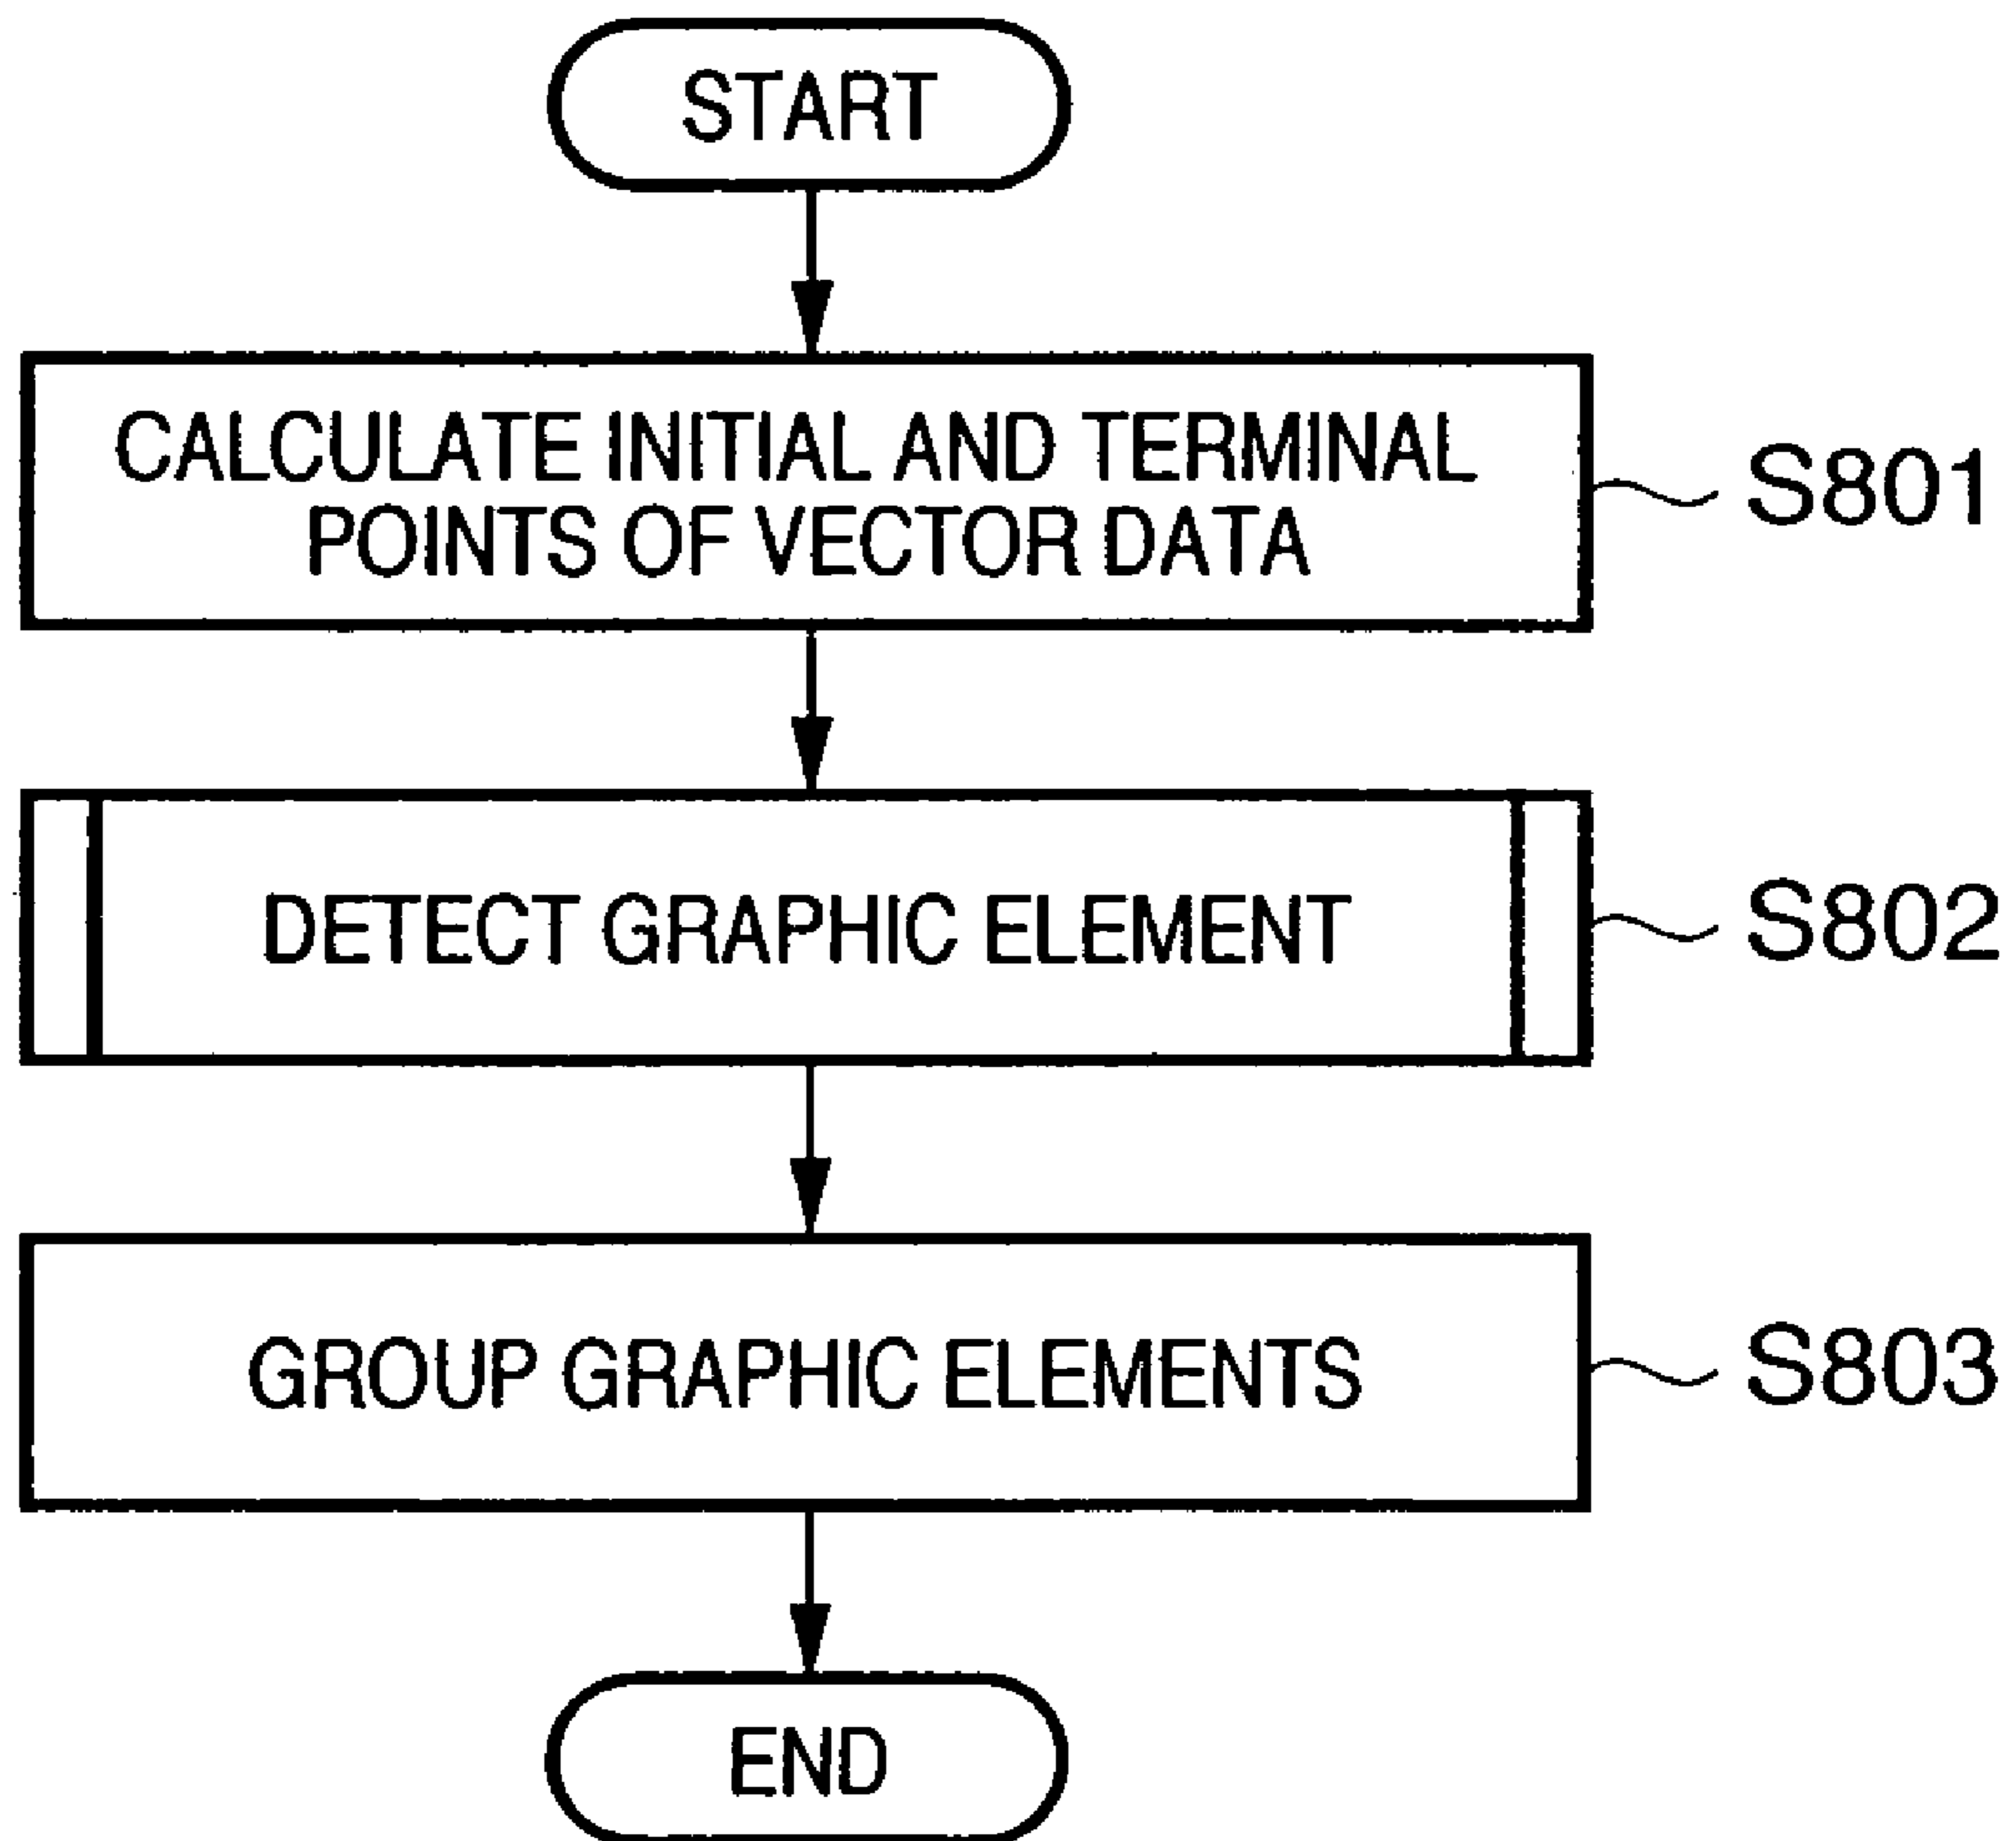 START
CALCULATE INITIAL AND TERMINAL
POINTS OF VECTOR DATA
S801
DETECT GRAPHIC ELEMENT
S802
GROUP GRAPHIC ELEMENTS
S803
END